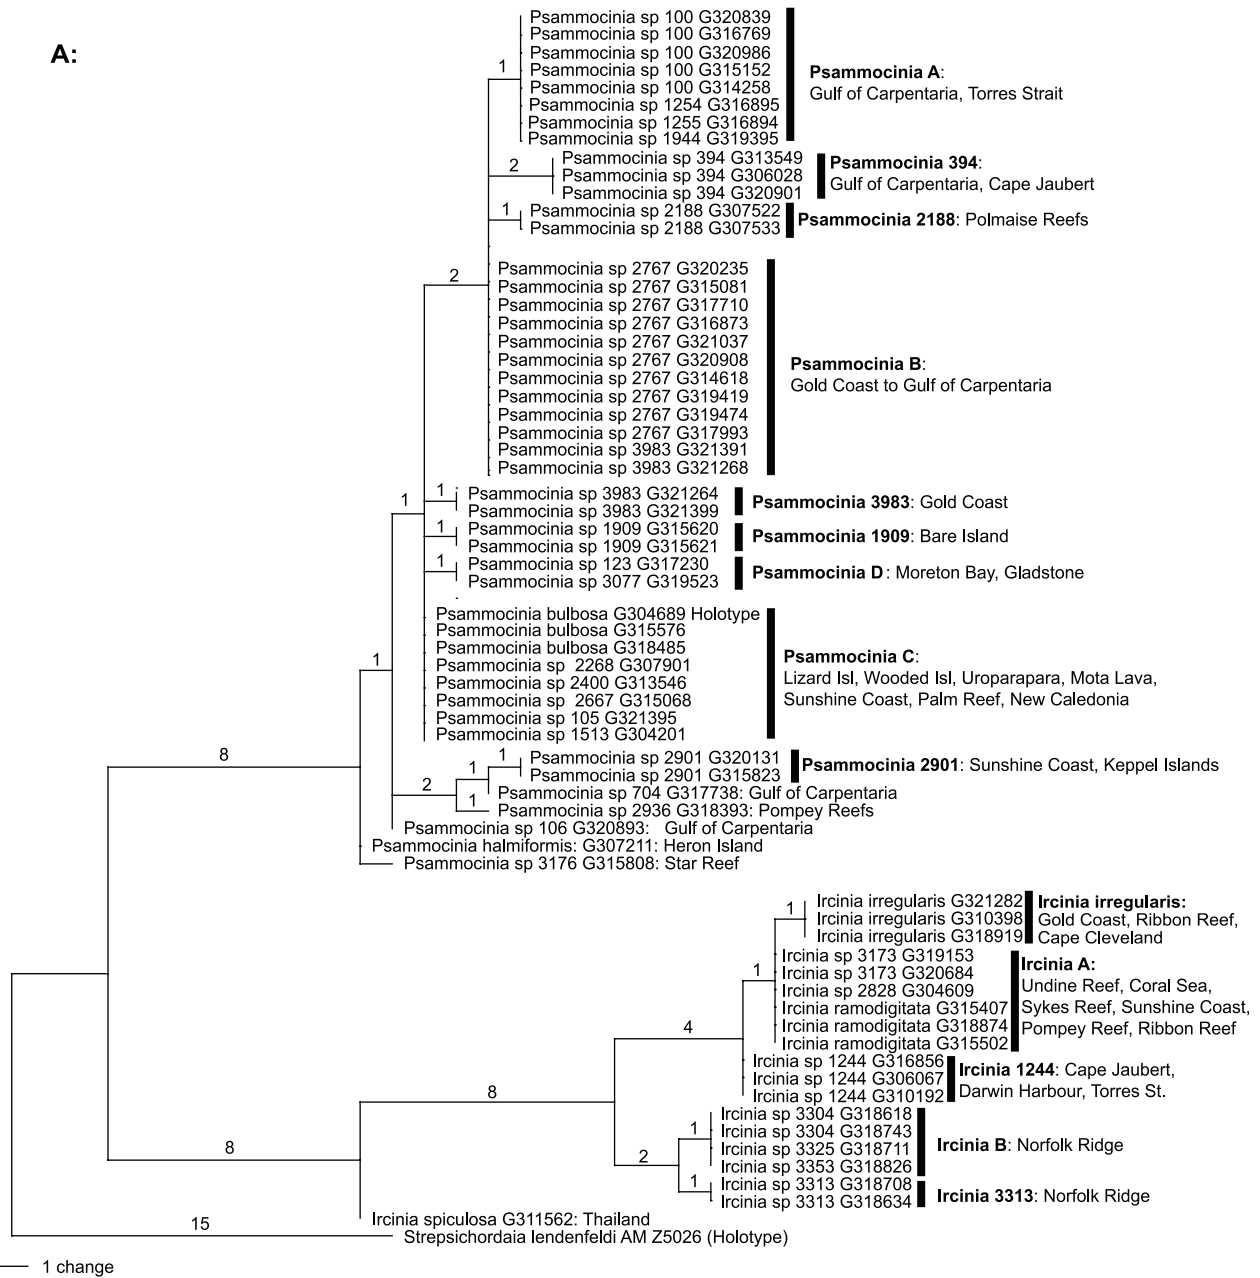 A:
Psammocinia sp 100 G320839
Psammocinia sp 100 G316769
Psammocinia sp 100 G320986
Psammocinia sp 100 G315152
Psammocinia sp 100 G314258
Psammocinia sp 1254 G316895
Psammocinia sp 1255 G316894
Psammocinia sp 1944 G319395
1
Psammocinia A:
Gulf of Carpentaria, Torres Strait
Psammocinia sp 394 G313549
Psammocinia sp 394 G306028
Psammocinia sp 394 G320901
2
Psammocinia 394:
Gulf of Carpentaria, Cape Jaubert
Psammocinia sp 2188 G307522
Psammocinia sp 2188 G307533
1
Psammocinia 2188: Polmaise Reefs
2
Psammocinia sp 2767 G320235
Psammocinia sp 2767 G315081
Psammocinia sp 2767 G317710
Psammocinia sp 2767 G316873
Psammocinia sp 2767 G321037
Psammocinia sp 2767 G320908
Psammocinia sp 2767 G314618
Psammocinia sp 2767 G319419
Psammocinia sp 2767 G319474
Psammocinia sp 2767 G317993
Psammocinia sp 3983 G321391
Psammocinia sp 3983 G321268
Psammocinia B:
Gold Coast to Gulf of Carpentaria
1
1
Psammocinia sp 3983 G321264
Psammocinia sp 3983 G321399
Psammocinia 3983: Gold Coast
1
Psammocinia sp 1909 G315620
Psammocinia sp 1909 G315621
Psammocinia 1909: Bare Island
1
Psammocinia sp 123 G317230
Psammocinia sp 3077 G319523
Psammocinia D: Moreton Bay, Gladstone
Psammocinia bulbosa G304689 Holotype
Psammocinia bulbosa G315576
Psammocinia bulbosa G318485
Psammocinia sp 2268 G307901
Psammocinia sp 2400 G313546
Psammocinia sp 2667 G315068
Psammocinia sp 105 G321395
Psammocinia sp 1513 G304201
1
Psammocinia C:
Lizard Isl, Wooded Isl, Uroparapara, Mota Lava,
Sunshine Coast, Palm Reef, New Caledonia
8
2
1
1
Psammocinia sp 2901 G320131
Psammocinia sp 2901 G315823
Psammocinia 2901: Sunshine Coast, Keppel Islands
Psammocinia sp 704 G317738: Gulf of Carpentaria
1
Psammocinia sp 2936 G318393: Pompey Reefs
Psammocinia sp 106 G320893: Gulf of Carpentaria
Psammocinia halmiformis: G307211: Heron Island
Psammocinia sp 3176 G315808: Star Reef
1
Ircinia irregularis G321282
Ircinia irregularis G310398
Ircinia irregularis G318919
Ircinia irregularis:
Gold Coast, Ribbon Reef,
Cape Cleveland
1
Ircinia sp 3173 G319153
Ircinia sp 3173 G320684
Ircinia sp 2828 G304609
Ircinia ramodigitata G315407
Ircinia ramodigitata G318874
Ircinia ramodigitata G315502
Ircinia A:
Undine Reef, Coral Sea,
Sykes Reef, Sunshine Coast,
Pompey Reef, Ribbon Reef
4
Ircinia sp 1244 G316856
Ircinia sp 1244 G306067
Ircinia sp 1244 G310192
Ircinia 1244: Cape Jaubert,
Darwin Harbour, Torres St.
8
8
2
1
Ircinia sp 3304 G318618
Ircinia sp 3304 G318743
Ircinia sp 3325 G318711
Ircinia sp 3353 G318826
Ircinia B: Norfolk Ridge
1
Ircinia sp 3313 G318708
Ircinia sp 3313 G318634
Ircinia 3313: Norfolk Ridge
Ircinia spiculosa G311562: Thailand
15
Strepsichordaia lendenfeldi AM Z5026 (Holotype)
1 change